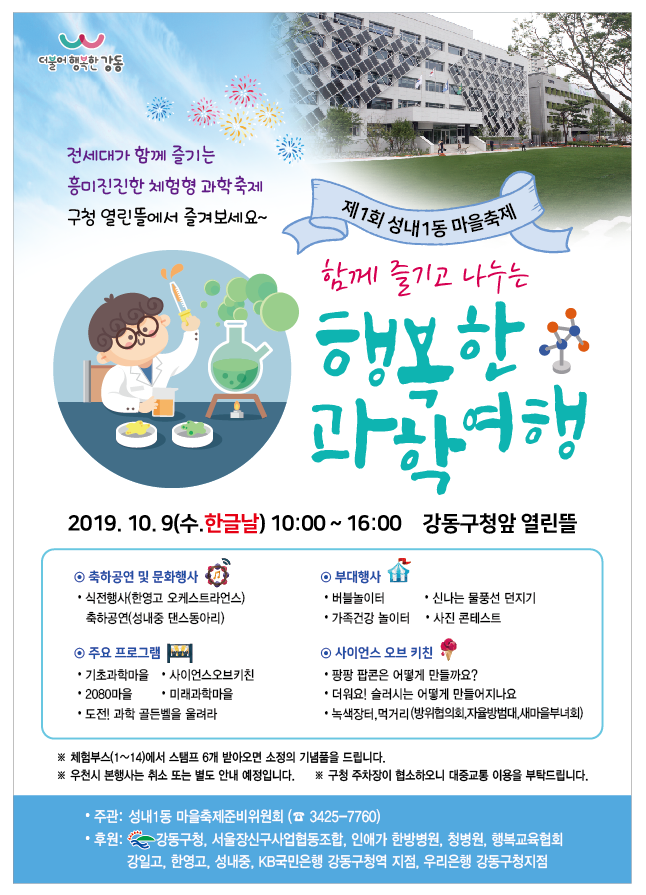 더불어 행복한 강동
전세대가 함께 즐기는
흥미진진한 체험형 과학축제
구청 열린뜰에서 즐겨보세요~
제1회 성내1동 마을축제
함께 즐기고 나누는
행복한
과학여행
2019. 10. 9(수.한글날) 10:00 ~ 16:00 강동구청앞 열린뜰
축하공연 및 문화행사
• 식전행사(한영고 오케스트라언스)
축하공연(성내중 댄스동아리)
부대행사
• 버블놀이터 • 신나는 물풍선 던지기
• 가족건강 놀이터 • 사진 콘테스트
주요 프로그램
• 기초과학마을 • 사이언스오브키친
• 2080마을 • 미래과학마을
• 도전! 과학 골든벨을 울려라
사이언스 오브 키친
• 팡팡 팝콘은 어떻게 만들까요?
• 더워요! 슬러시는 어떻게 만들어지나요
• 녹색장터,먹거리(방위협의회,자율방범대,새마을부녀회)
※ 체험부스(1~14)에서 스탬프 6개 받아오면 소정의 기념품을 드립니다.
※ 우천시 본행사는 취소 또는 별도 안내 예정입니다. ※ 구청 주차장이 협소하오니 대중교통 이용을 부탁드립니다.
• 주관: 성내1동 마을축제준비위원회 (☎ 3425-7760)
• 후원: 강동구청, 서울장신구사업협동조합, 인애가 한방병원, 청병원, 행복교육협회
강일고, 한영고, 성내중, KB국민은행 강동구청역 지점, 우리은행 강동구청지점